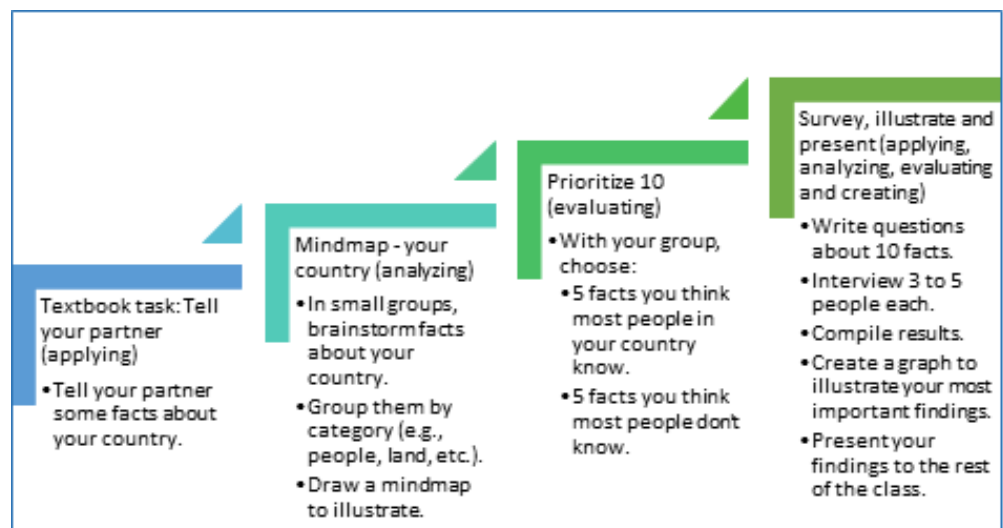 Textbook task: Tell
your partner
(applying)
•Tell your partner
some facts about
your country.
Mindmap - your
country (analyzing)
•In small groups,
brainstorm facts
about your
country.
•Group them by
category (e.g.,
people, land, etc.).
•Draw a mindmap
to illustrate.
Prioritize 10
(evaluating)
•With your group,
choose:
•5 facts you think
most people in
your country
know.
•5 facts you think
most people don't
know.
Survey, illustrate and
present (applying,
analyzing, evaluating
and creating)
•Write questions
about 10 facts.
•Interview 3 to 5
people each.
•Compile results.
•Create a graph to
illustrate your most
important findings.
•Present your
findings to the rest
of the class.